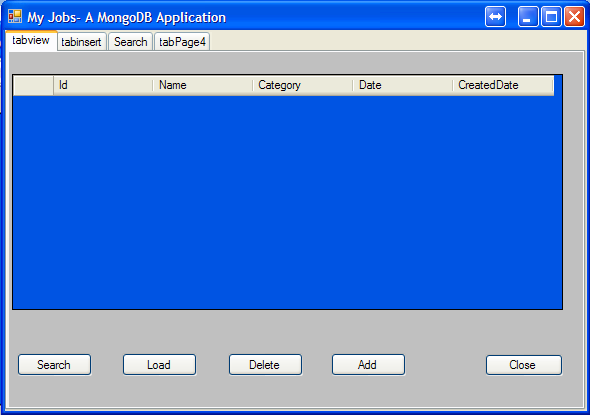 My Jobs- A MongoDB Application
tabview tabinsert Search tabPage4
Id Name Category Date CreatedDate
Search Load Delete Add Close